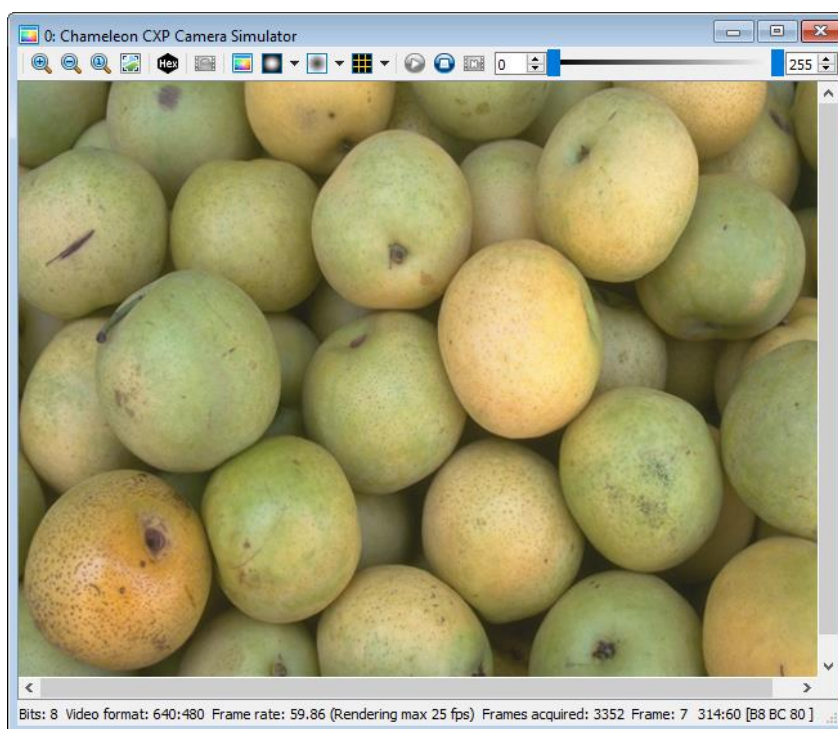 0: Chameleon CXP Camera Simulator
Hex 0 255
Bits: 8 Video format: 640:480 Frame rate: 59.86 (Rendering max 25 fps) Frames acquired: 3352 Frame: 7 314:60 [B8 BC 80 ]